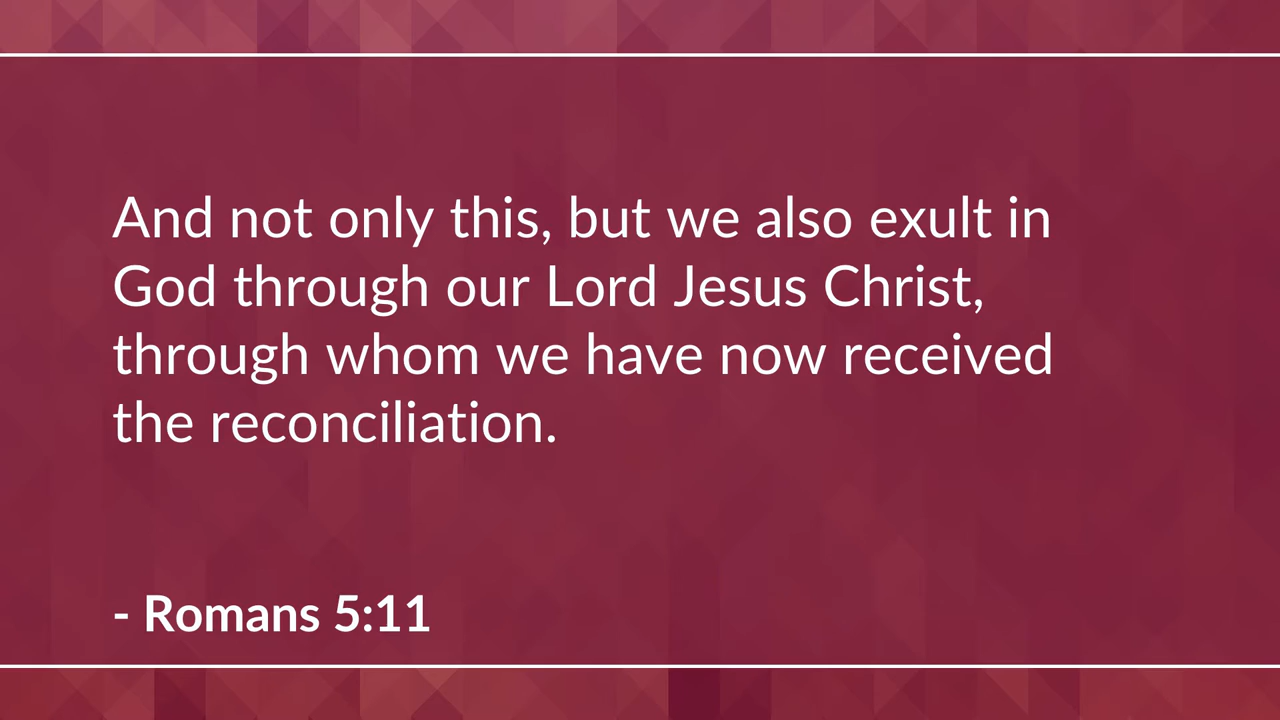 And not only this, but we also exult in
God through our Lord Jesus Christ,
through whom we have now received
the reconciliation.
- Romans 5:11